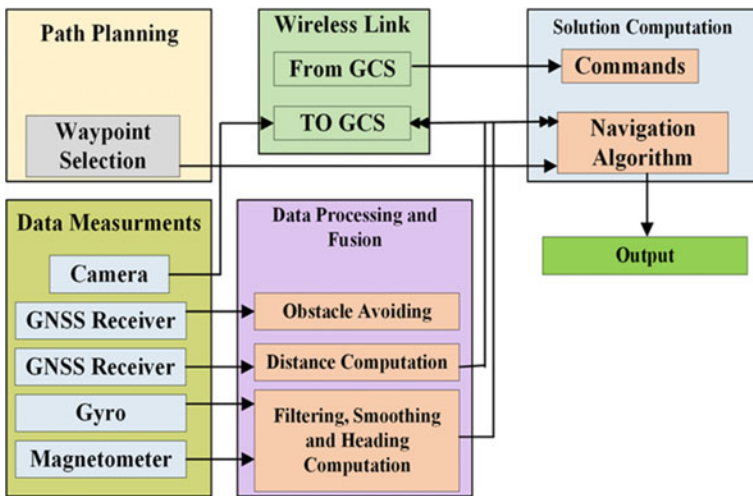 Path Planning
Waypoint
Selection
Wireless Link
From GCS
TO GCS
Solution Computation
Commands
Navigation
Algorithm
Output
Data Measurments
Camera
GNSS Receiver
GNSS Receiver
Gyro
Magnetometer
Data Processing and
Fusion
Obstacle Avoiding
Distance Computation
Filtering, Smoothing
and Heading
Computation